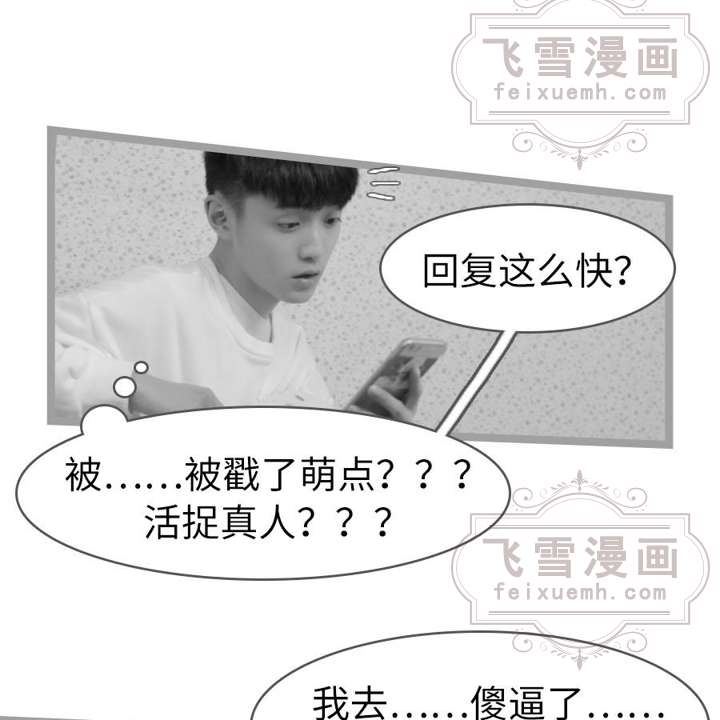 飞雪漫画
feixuemh.com
回复这么快？
被……被戳了萌点？？？
活捉真人？？？
飞雪漫画
feixuemh.com
我去……傻逼了……